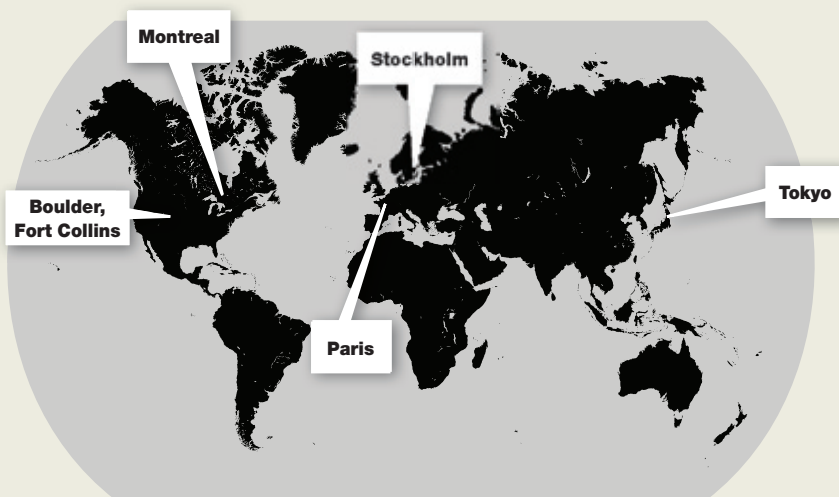 Montreal
Stockholm
Boulder,
Fort Collins
Tokyo
Paris